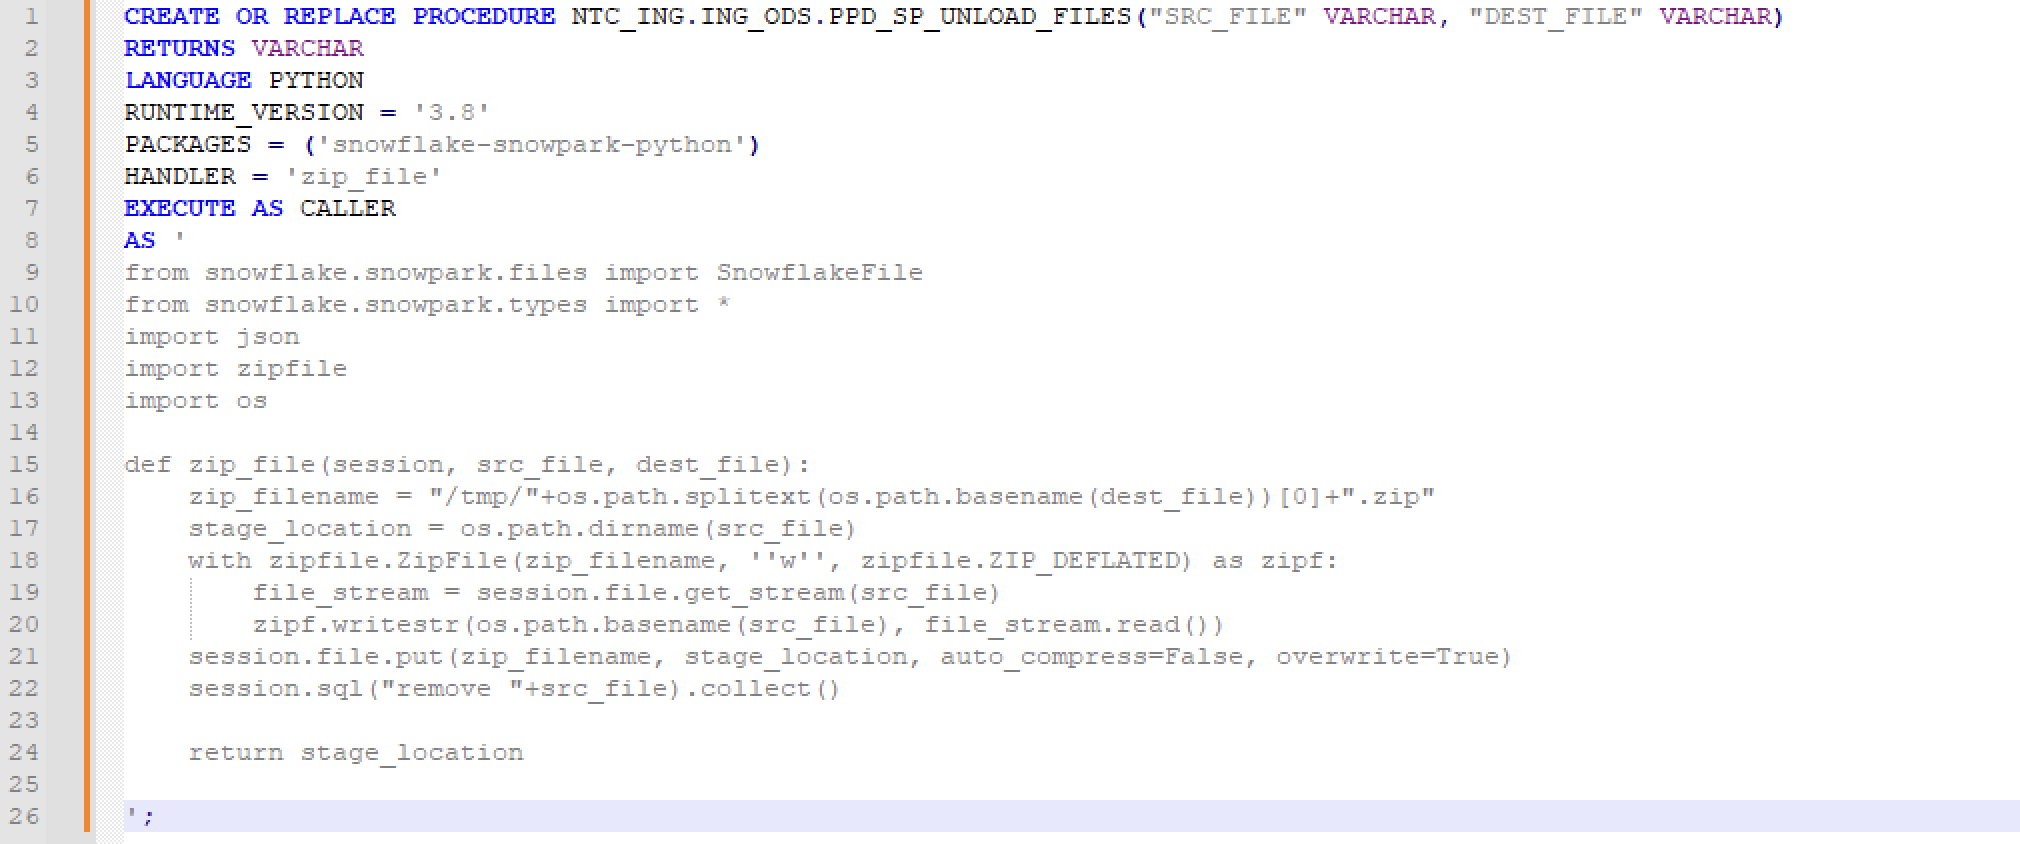 1 CREATE OR REPLACE PROCEDURE NTC_ING.ING_ODS.PPD_SP_UNLOAD_FILES("SRC_FILE" VARCHAR, "DEST_FILE" VARCHAR)
2 RETURNS VARCHAR
3 LANGUAGE PYTHON
4 RUNTIME_VERSION = '3.8'
5 PACKAGES = ('snowflake-snowpark-python')
6 HANDLER = 'zip_file'
7 EXECUTE AS CALLER
8 AS '
9 from snowflake.snowpark.files import SnowflakeFile
10 from snowflake.snowpark.types import *
11 import json
12 import zipfile
13 import os
14
15 def zip_file(session, src_file, dest_file):
16     zip_filename = "/tmp/"+os.path.splitext(os.path.basename(dest_file))[0]+".zip"
17     stage_location = os.path.dirname(src_file)
18     with zipfile.ZipFile(zip_filename, ''w'', zipfile.ZIP_DEFLATED) as zipf:
19         file_stream = session.file.get_stream(src_file)
20         zipf.writestr(os.path.basename(src_file), file_stream.read())
21     session.file.put(zip_filename, stage_location, auto_compress=False, overwrite=True)
22     session.sql("remove "+src_file).collect()
23
24     return stage_location
25
26 ';